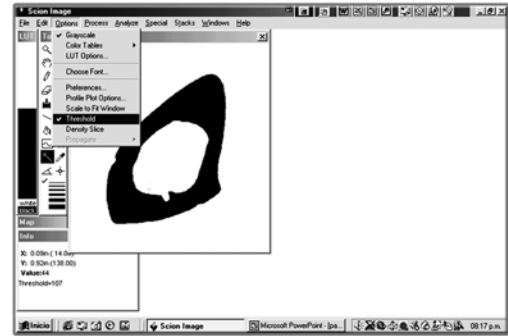 Scion Image
File Edit Options Process Analyze Special Stacks Windows Help
LUT
Grayscale
Color Tables
LUT Options...
Choose Font...
Preferences...
Profile Plot Options...
Scale to Fit Window
Threshold
Density Slice
Propagate
white
black
Map
Info
X: 0.09in (14.00)
Y: 0.92in (138.00)
Value:44
Threshold=107
Inicio
Scion Image
Microsoft PowerPoint - [pa...
08:17 p.m.